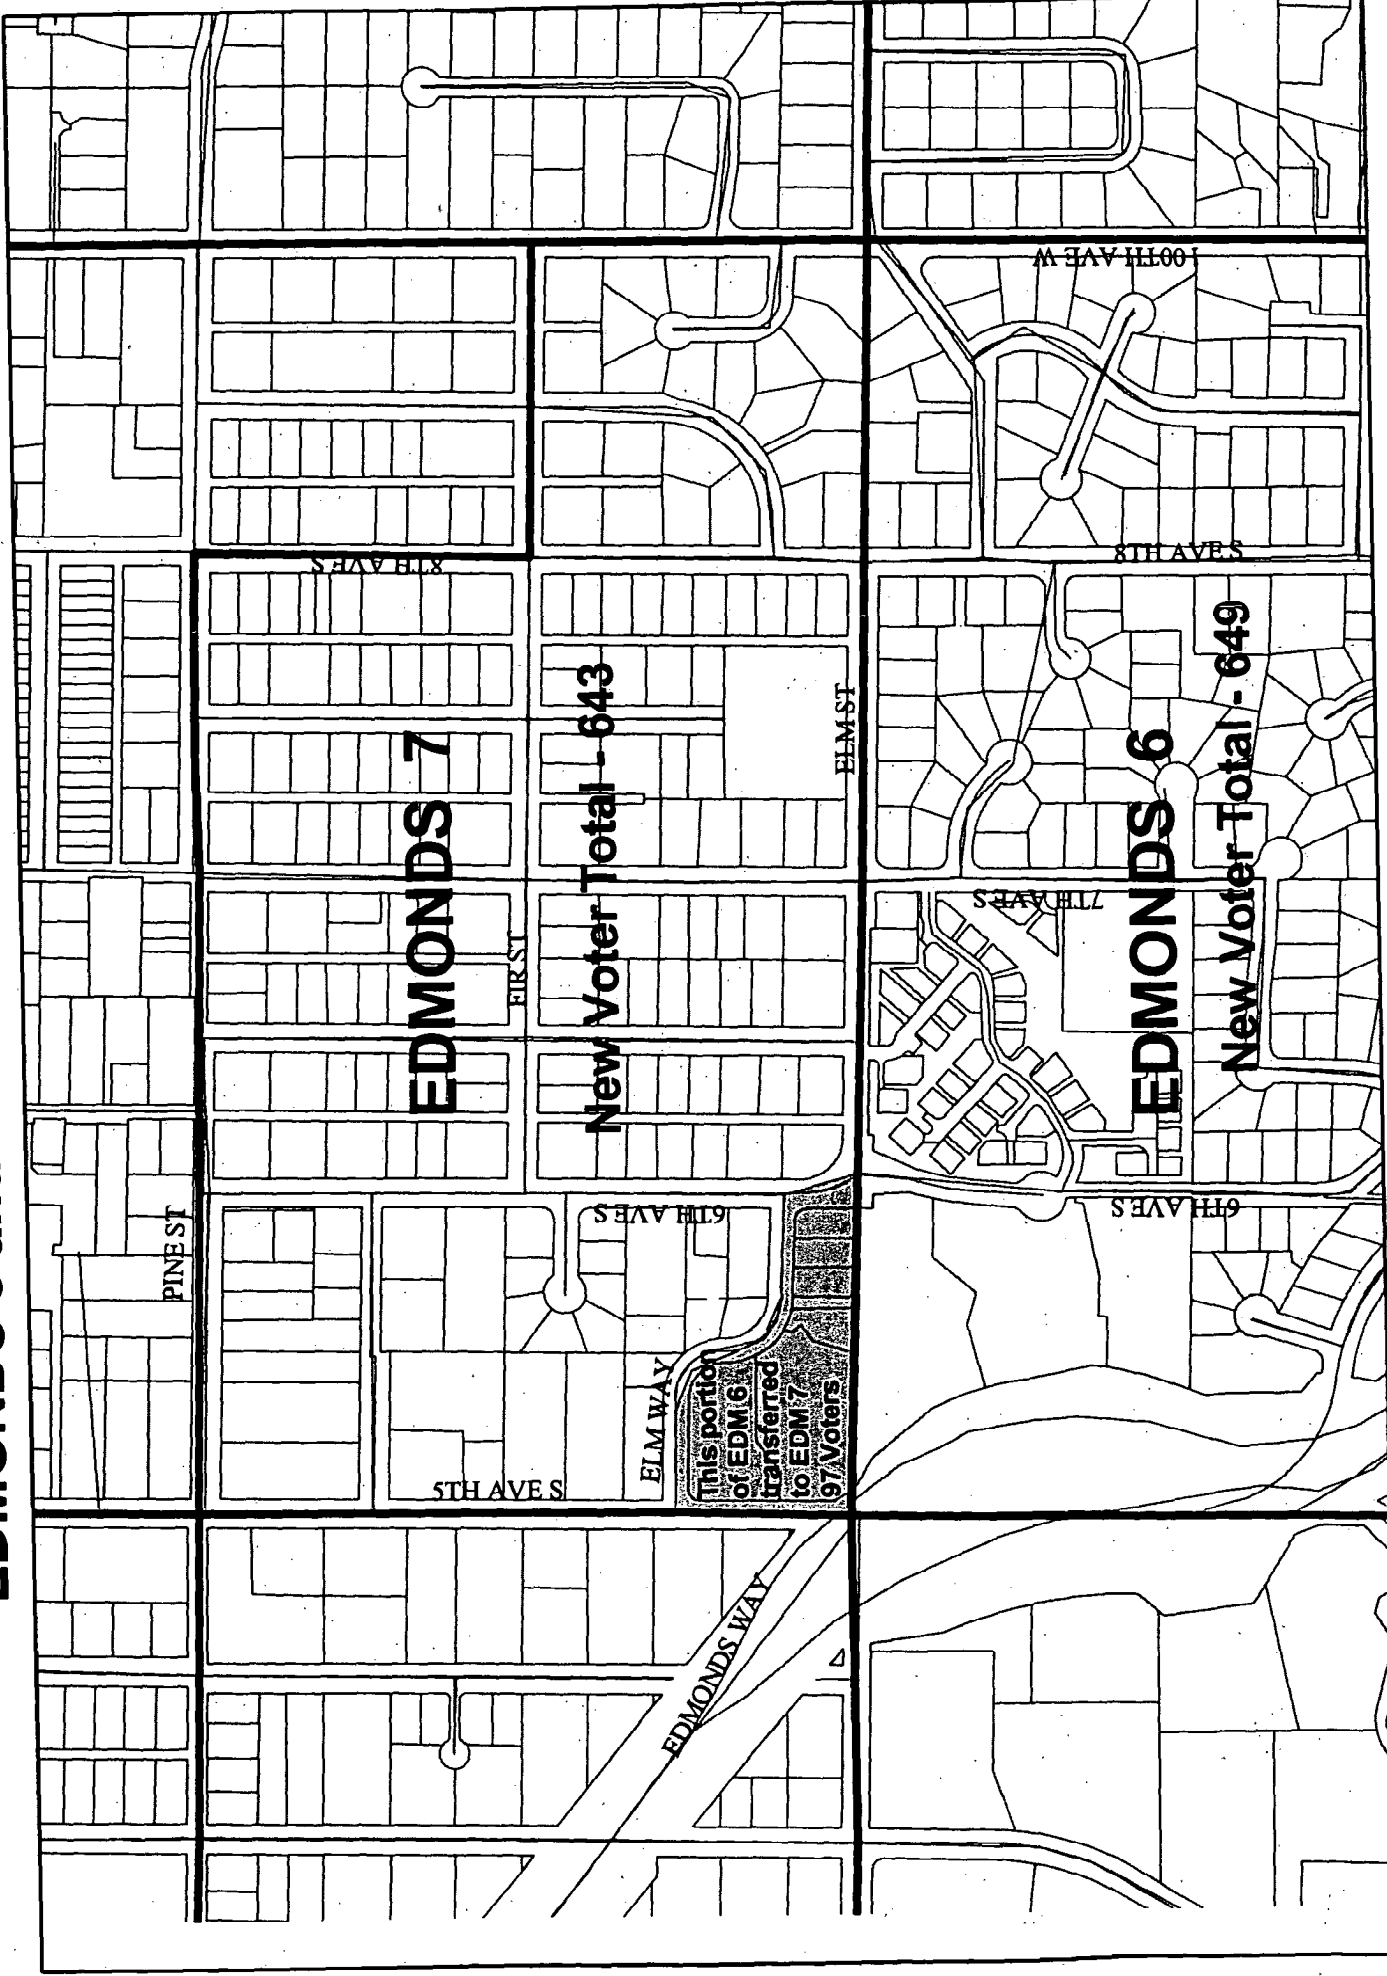 PINE ST
8TH AVE S
EDMONDS 7
FIR ST
New Voter Total - 643
6TH AVE S
5TH AVE S
ELM WAY
This portion
of EDM 6
transferred
to EDM 7
97 Voters
EDMONDS WAY
ELM ST
100TH AVE W
8TH AVE S
7TH AVE S
EDMONDS 6
New Voter Total - 649
6TH AVE S